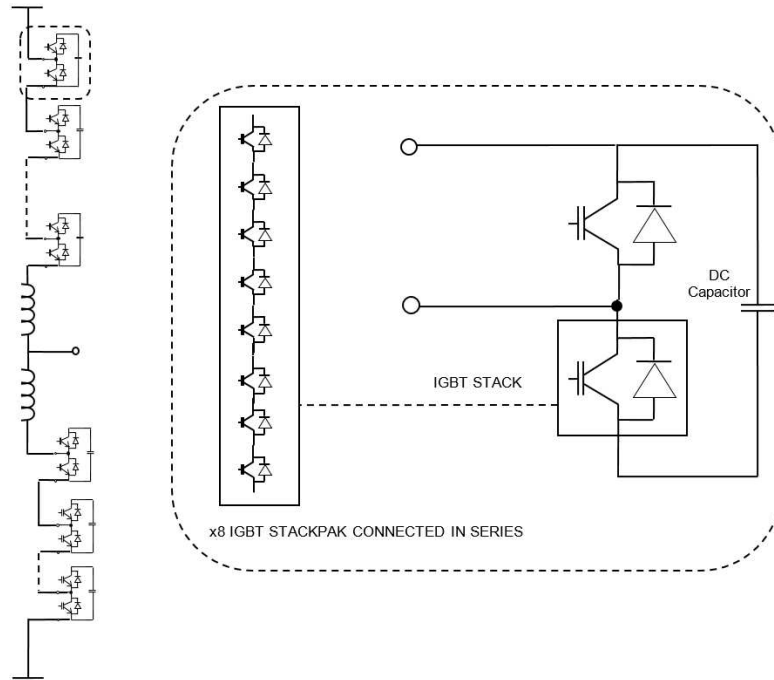 DC
Capacitor
IGBT STACK
x8 IGBT STACKPAK CONNECTED IN SERIES